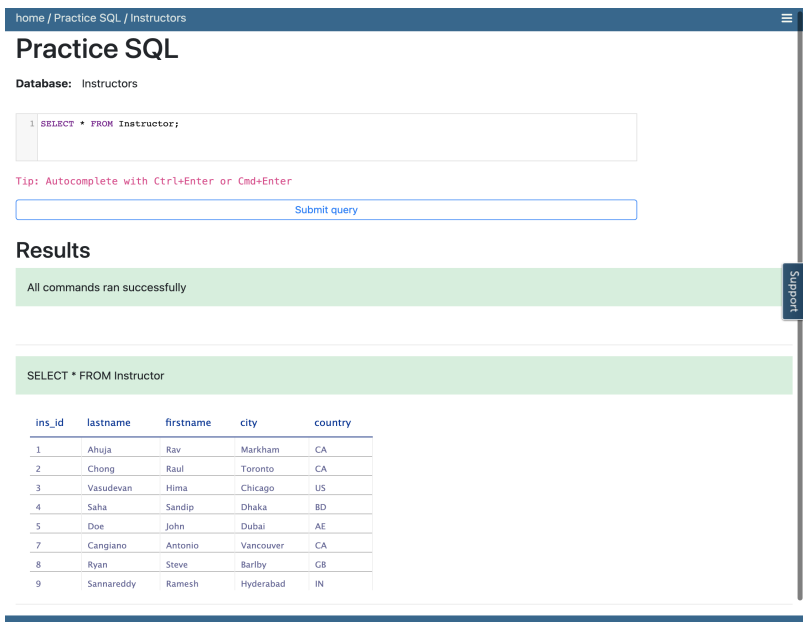 home / Practice SQL / Instructors
Practice SQL
Database: Instructors
1 SELECT * FROM Instructor;
Tip: Autocomplete with Ctrl+Enter or Cmd+Enter
Submit query
Results
All commands ran successfully
Support
SELECT * FROM Instructor
ins_id lastname firstname city country
1 Ahuja Rav Markham CA
2 Chong Raul Toronto CA
3 Vasudevan Hima Chicago US
4 Saha Sandip Dhaka BD
5 Doe John Dubai AE
7 Cangiano Antonio Vancouver CA
8 Ryan Steve Barlby GB
9 Sannareddy Ramesh Hyderabad IN